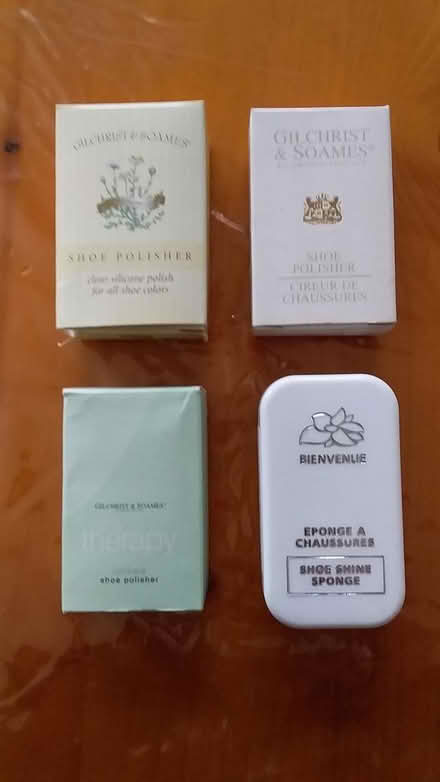 GILCHRIST & SOAMES®
SHOE POLISHER
clear silicone polish
for all shoe colors
GILCHRIST
& SOAMES®
SHOE
POLISHER
CIREUR DE
CHAUSSURES
GILCHRIST & SOAMES®
therapy
shoe polisher
BIENVENUE
EPONGE A
CHAUSSURES
SHOE SHINE
SPONGE